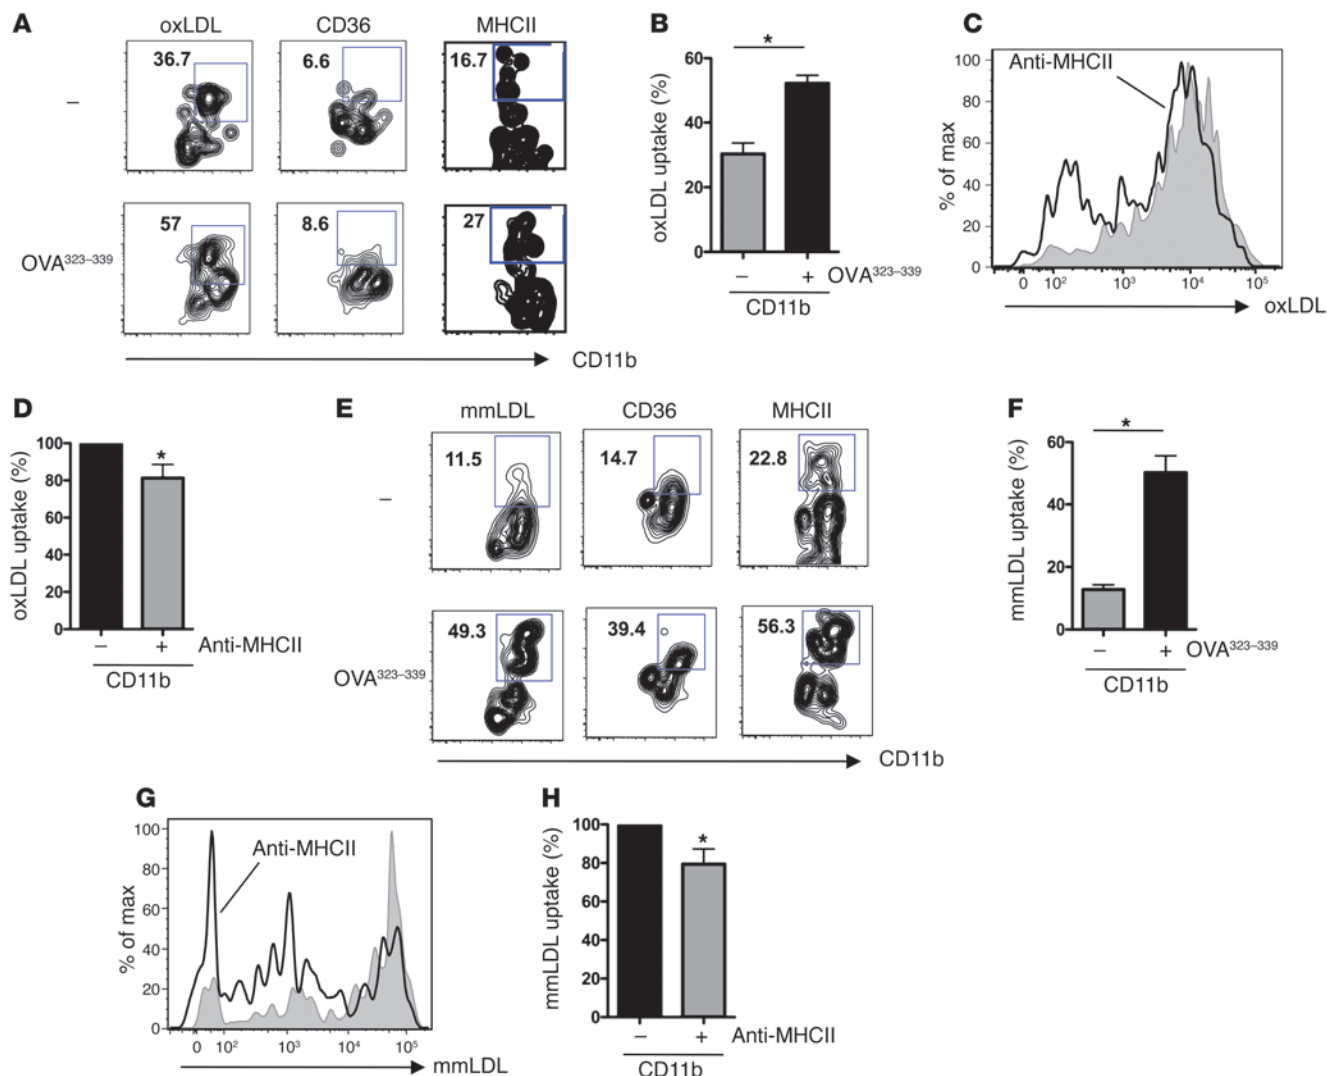 A
oxLDL CD36 MHCII
36.7 6.6 16.7
–
57 8.6 27
OVA³²³⁻³³⁹
CD11b
B
*
oxLDL uptake (%)
60
40
20
0
– + OVA³²³⁻³³⁹
CD11b
C
Anti-MHCII
% of max
100
80
60
40
20
0
0 10² 10³ 10⁴ 10⁵
oxLDL
D
*
oxLDL uptake (%)
100
80
60
40
20
0
– + Anti-MHCII
CD11b
E
mmLDL CD36 MHCII
11.5 14.7 22.8
–
49.3 39.4 56.3
OVA³²³⁻³³⁹
CD11b
F
*
mmLDL uptake (%)
60
40
20
0
– + OVA³²³⁻³³⁹
CD11b
G
Anti-MHCII
% of max
100
80
60
40
20
0
0 10² 10³ 10⁴ 10⁵
mmLDL
H
*
mmLDL uptake (%)
100
80
60
40
20
0
– + Anti-MHCII
CD11b